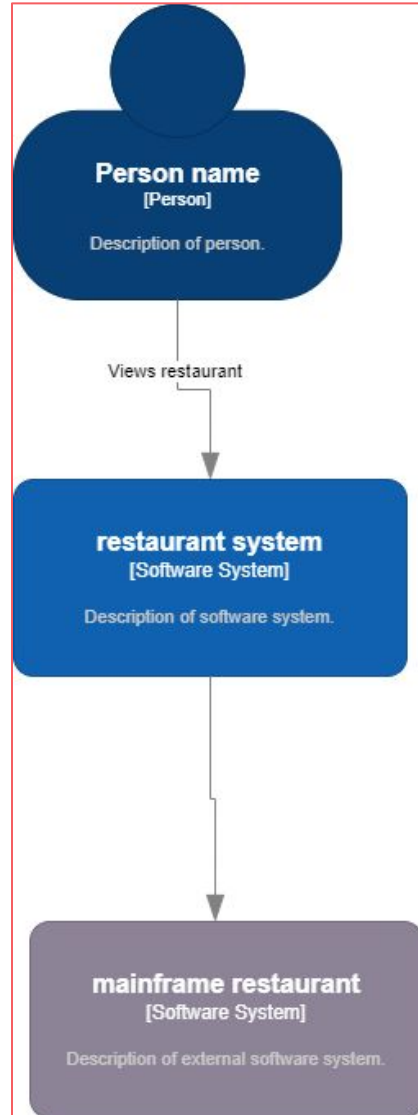 Person name
[Person]
Description of person.
Views restaurant
restaurant system
[Software System]
Description of software system.
mainframe restaurant
[Software System]
Description of external software system.